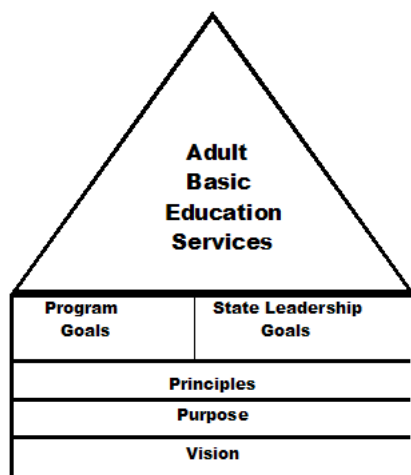 Adult
Basic
Education
Services
Program
Goals
State Leadership
Goals
Principles
Purpose
Vision